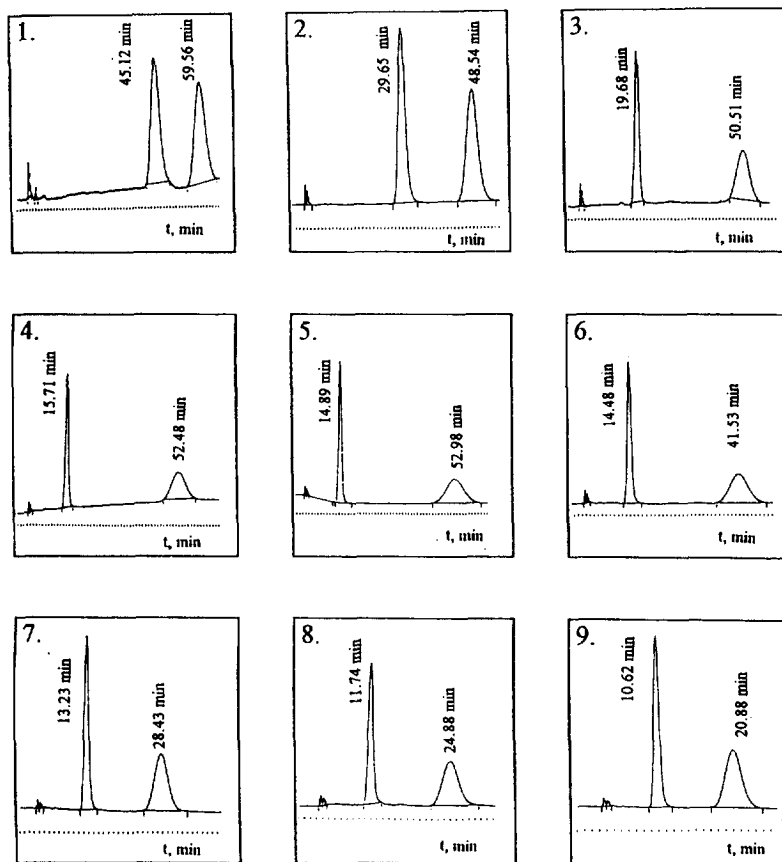 1.
45.12 min
59.56 min
t, min
2.
29.65 min
48.54 min
t, min
3.
19.68 min
50.51 min
t, min
4.
15.71 min
52.48 min
t, min
5.
14.89 min
52.98 min
t, min
6.
14.48 min
41.53 min
t, min
7.
13.23 min
28.43 min
t, min
8.
11.74 min
24.88 min
t, min
9.
10.62 min
20.88 min
t, min